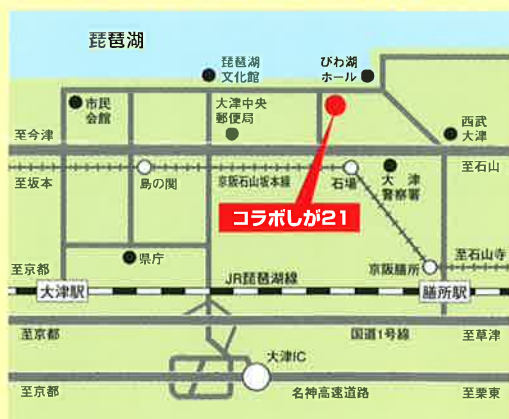 琵琶湖
琵琶湖
文化館
びわ湖
ホール
市民
会館
大津中央
郵便局
西武
大津
至今津
至石山
至坂本
島の関
京阪石山坂本線
石場
大津
警察署
コラボしが21
県庁
至石山寺
至京都
京阪膳所
JR琵琶湖線
大津駅
膳所駅
至京都
国道1号線
至草津
大津IC
至京都
名神高速道路
至栗東